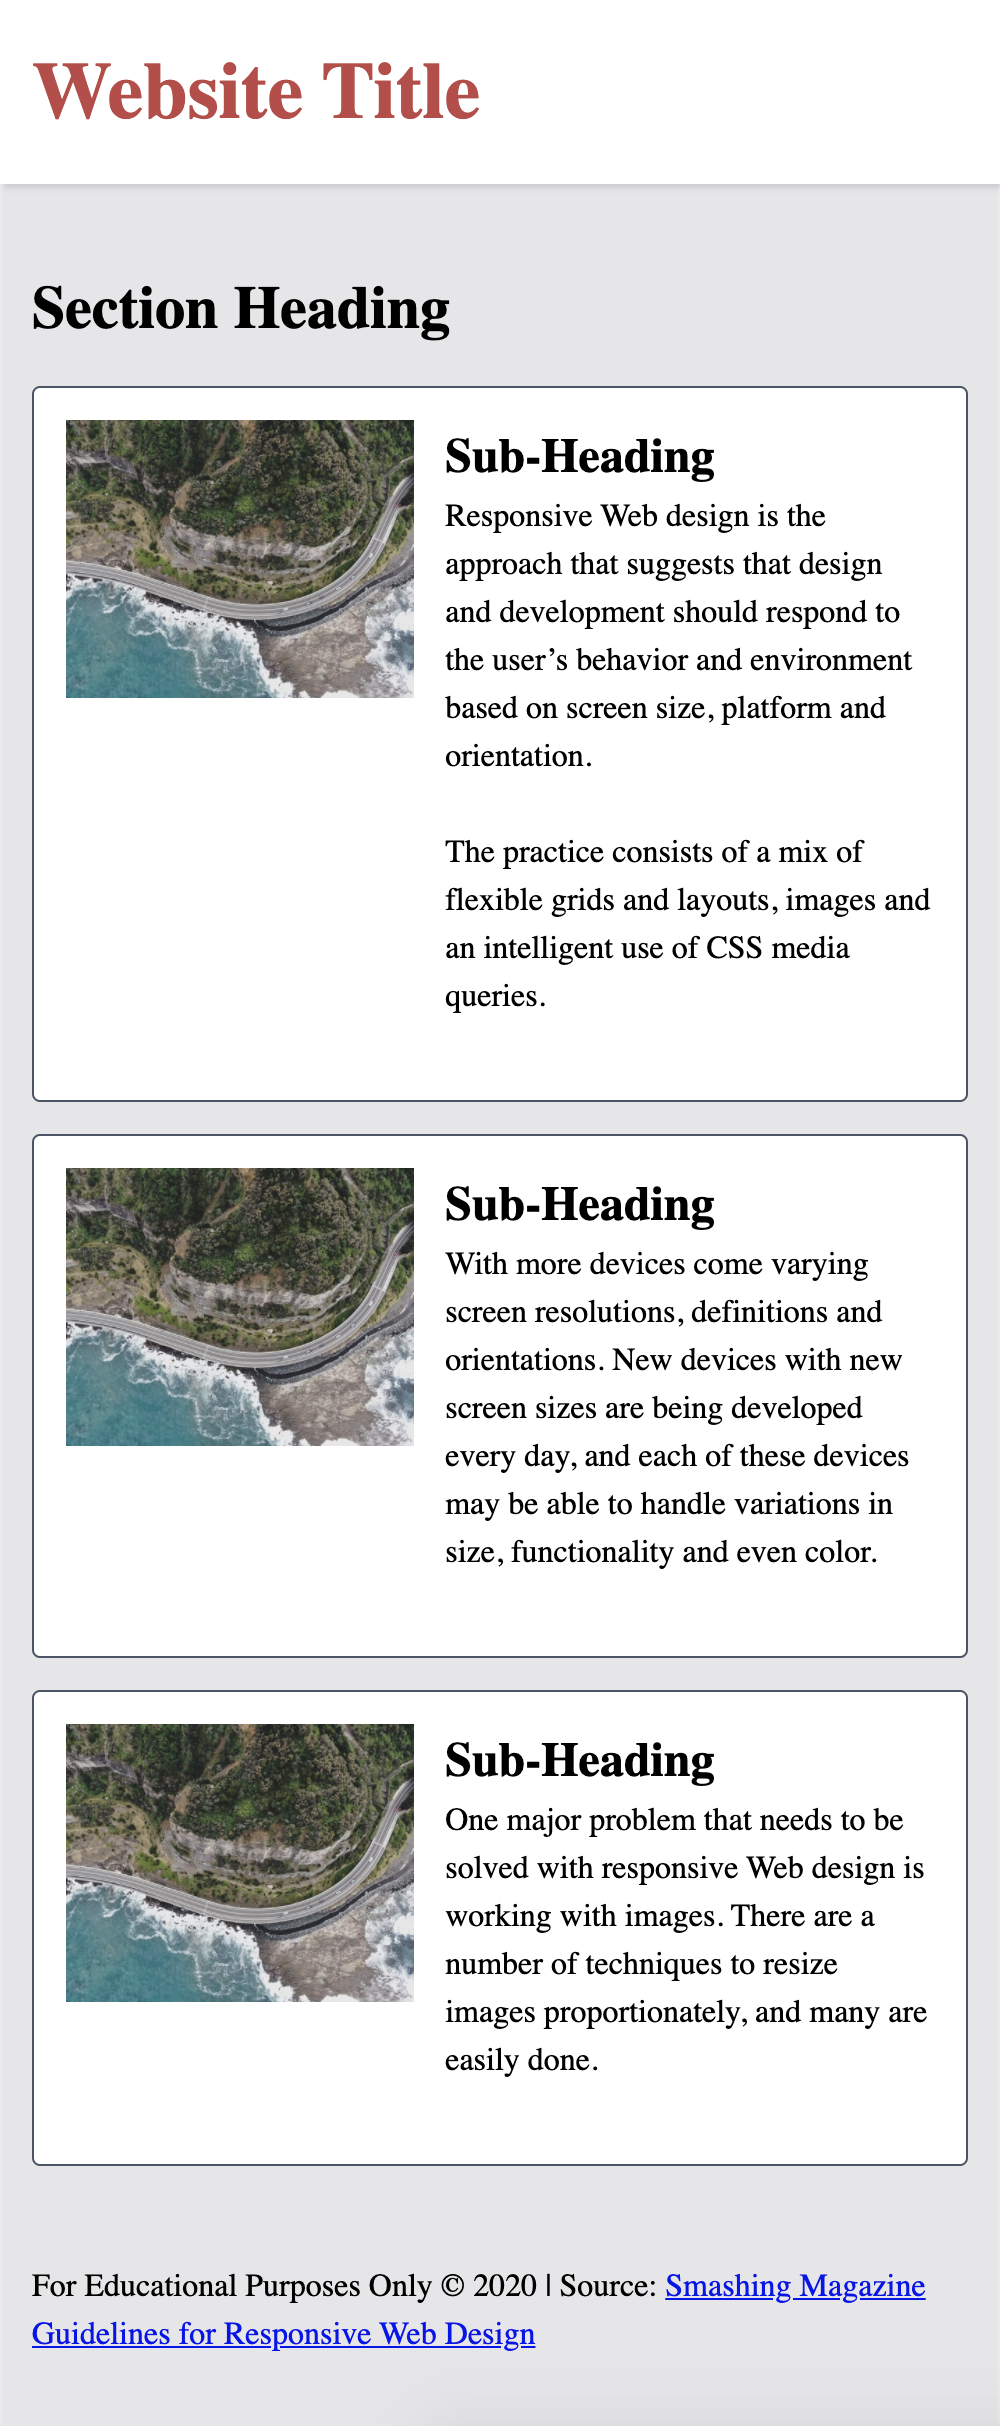 Website Title
Section Heading
Sub-Heading
Responsive Web design is the
approach that suggests that design
and development should respond to
the user’s behavior and environment
based on screen size, platform and
orientation.
The practice consists of a mix of
flexible grids and layouts, images and
an intelligent use of CSS media
queries.
Sub-Heading
With more devices come varying
screen resolutions, definitions and
orientations. New devices with new
screen sizes are being developed
every day, and each of these devices
may be able to handle variations in
size, functionality and even color.
Sub-Heading
One major problem that needs to be
solved with responsive Web design is
working with images. There are a
number of techniques to resize
images proportionately, and many are
easily done.
For Educational Purposes Only © 2020 | Source: Smashing Magazine
Guidelines for Responsive Web Design